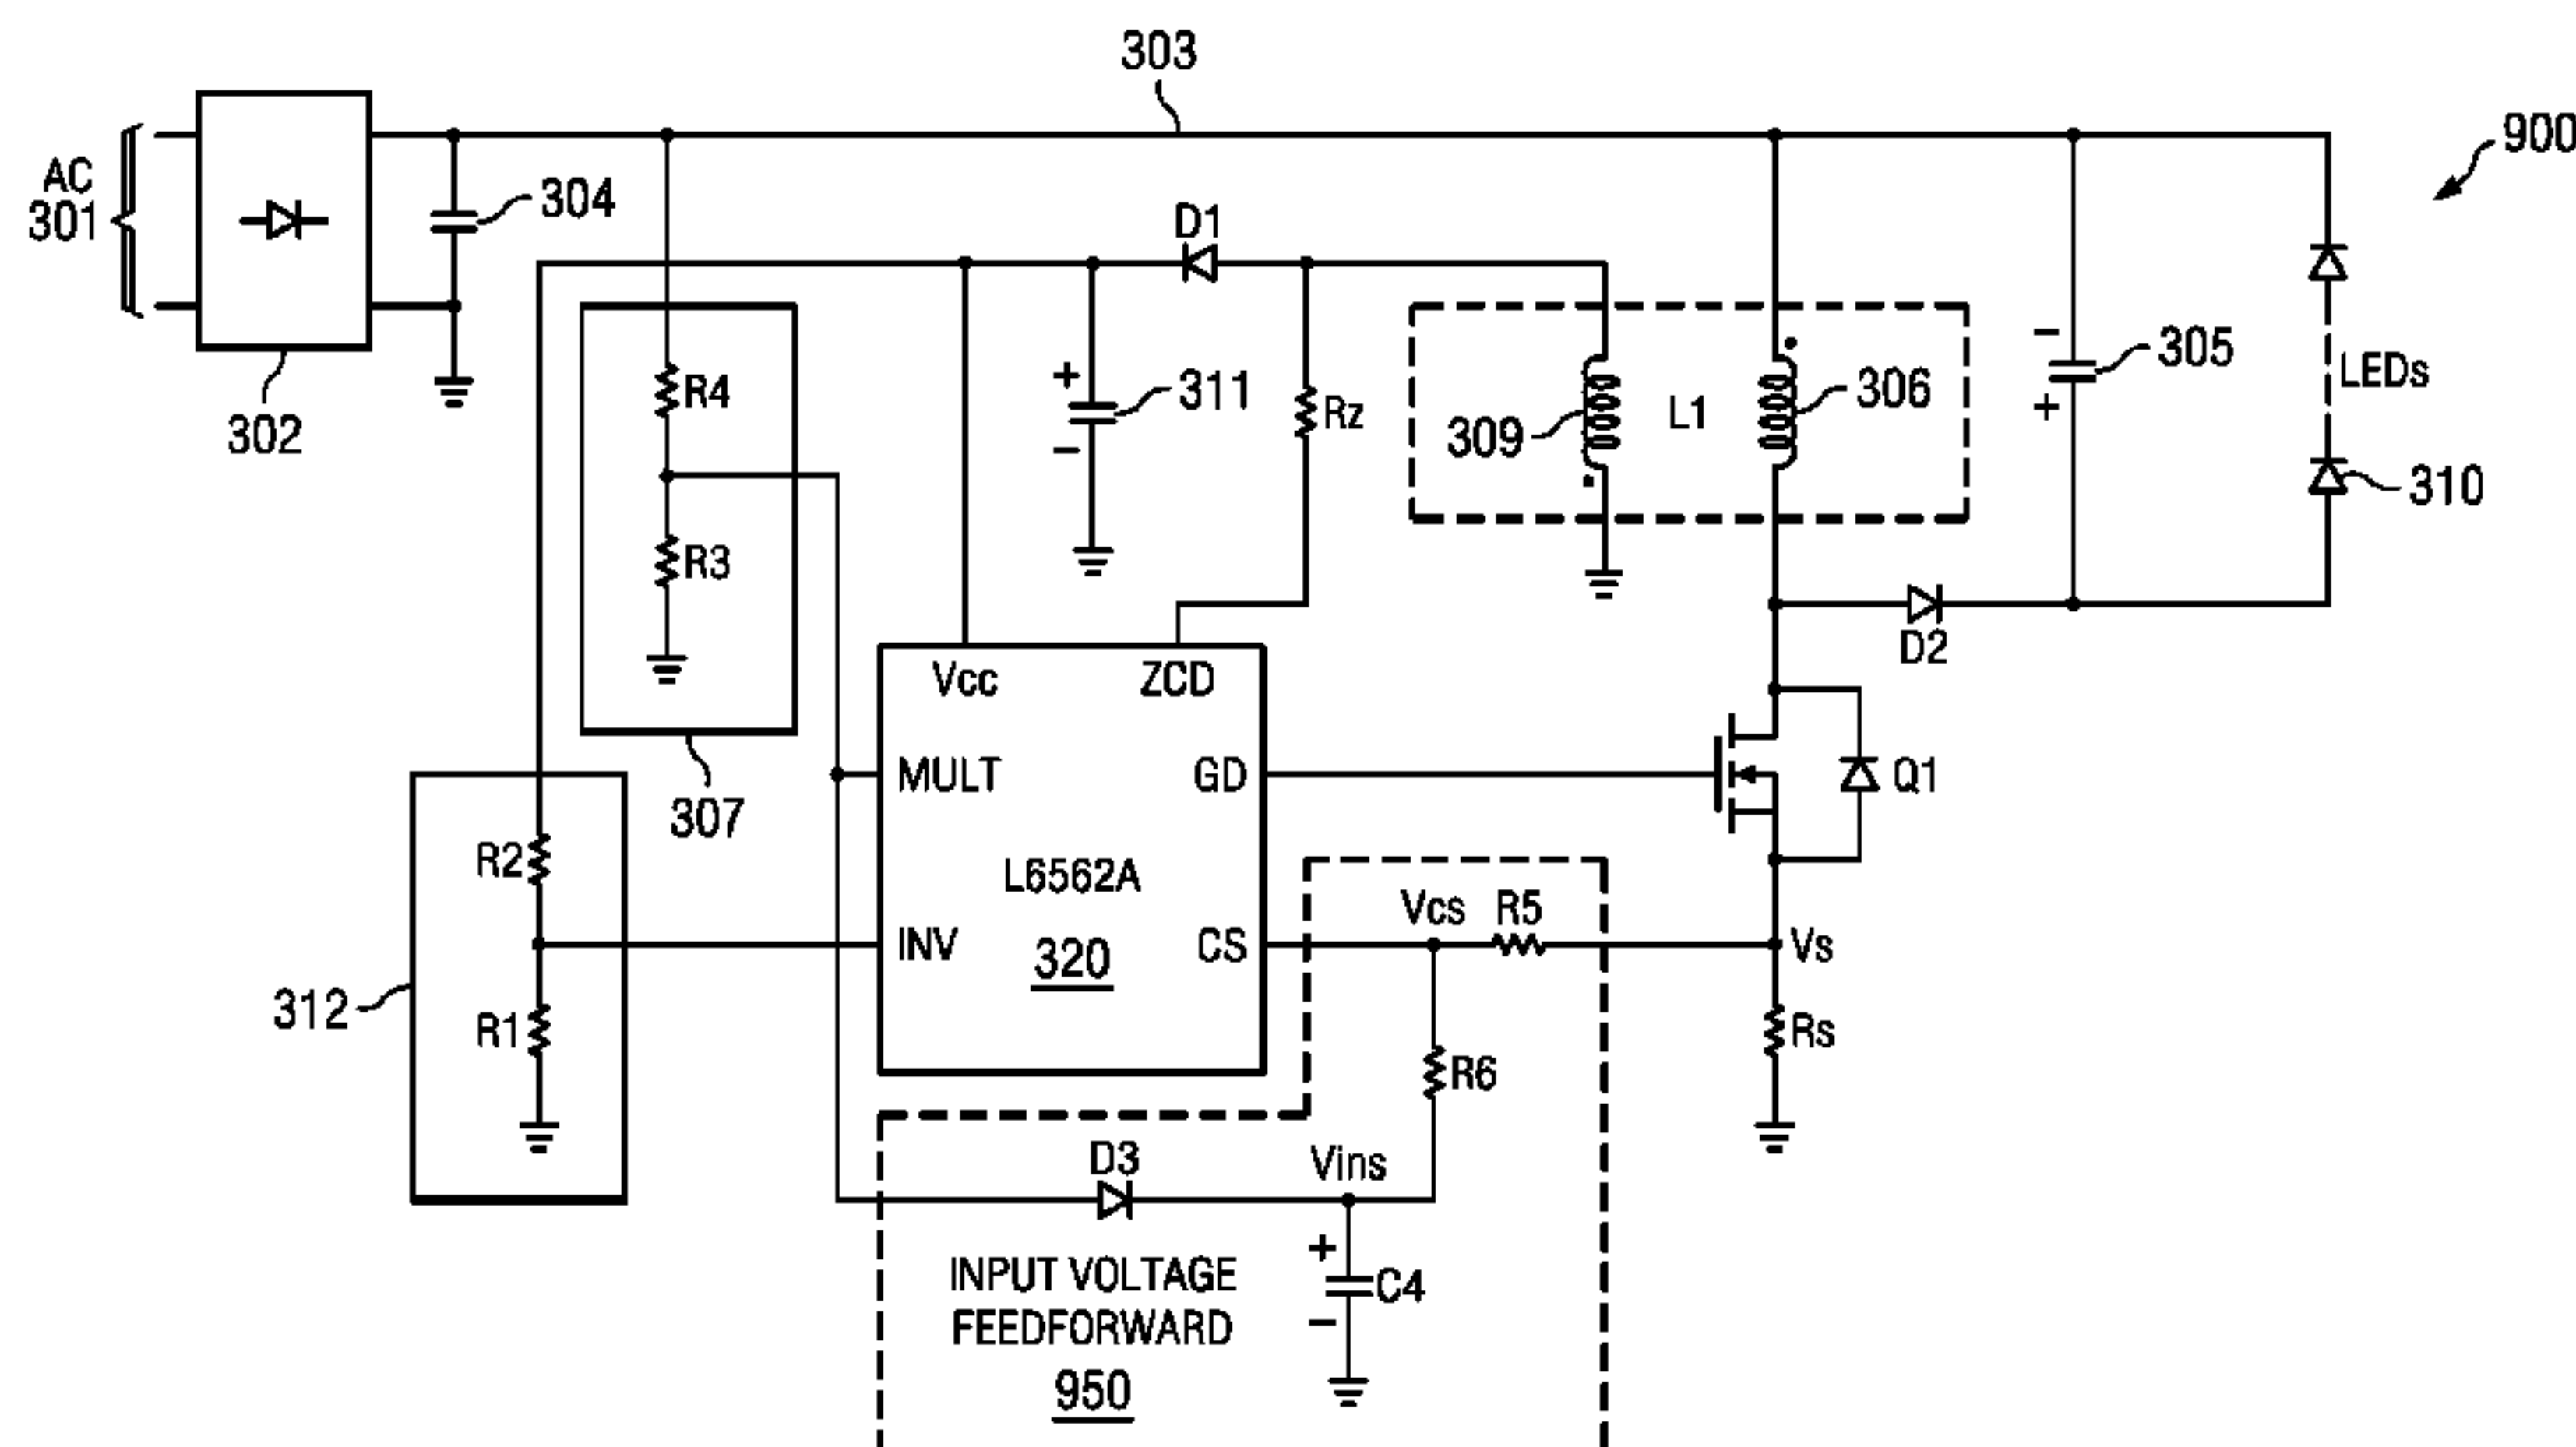 303
900
AC
301
304
D1
302
R4
311
Rz
309
L1
306
305
LEDs
310
R3
D2
Vcc
ZCD
307
MULT
GD
Q1
R2
L6562A
Vcs
R5
INV
320
CS
Vs
312
R1
R6
Rs
D3
Vins
INPUT VOLTAGE
FEEDFORWARD
C4
950
+
−
−
+
+
−